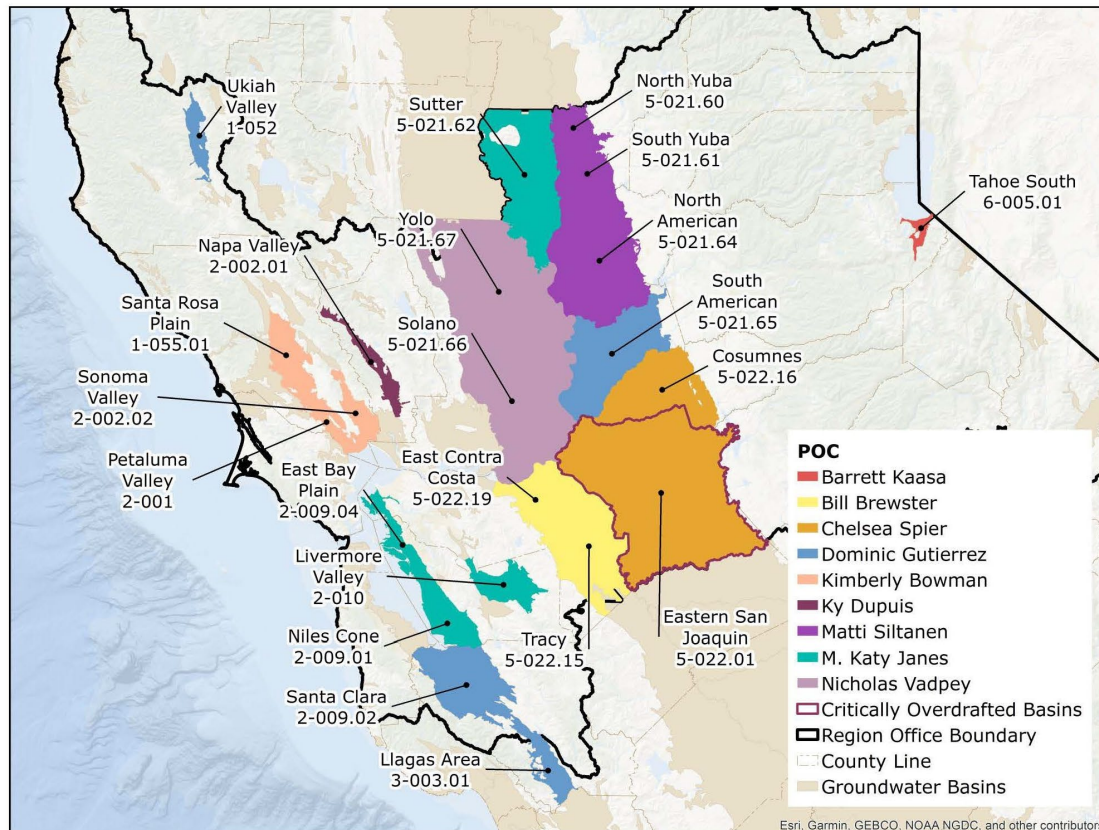 Ukiah
Valley
1-052
Sutter
5-021.62
North Yuba
5-021.60
South Yuba
5-021.61
Tahoe South
6-005.01
Yolo
5-021.67
North
American
5-021.64
Napa Valley
2-002.01
South
American
5-021.65
Santa Rosa
Plain
1-055.01
Solano
5-021.66
Cosumnes
5-022.16
Sonoma
Valley
2-002.02
Petaluma
Valley
2-001
East Bay
Plain
2-009.04
East Contra
Costa
5-022.19
Livermore
Valley
2-010
Niles Cone
2-009.01
Tracy
5-022.15
Eastern San
Joaquin
5-022.01
Santa Clara
2-009.02
Llagas Area
3-003.01
POC
Barrett Kaasa
Bill Brewster
Chelsea Spier
Dominic Gutierrez
Kimberly Bowman
Ky Dupuis
Matti Siltanen
M. Katy Janes
Nicholas Vadpey
Critically Overdrafted Basins
Region Office Boundary
County Line
Groundwater Basins
Esri, Garmin, GEBCO, NOAA NGDC, and other contributors